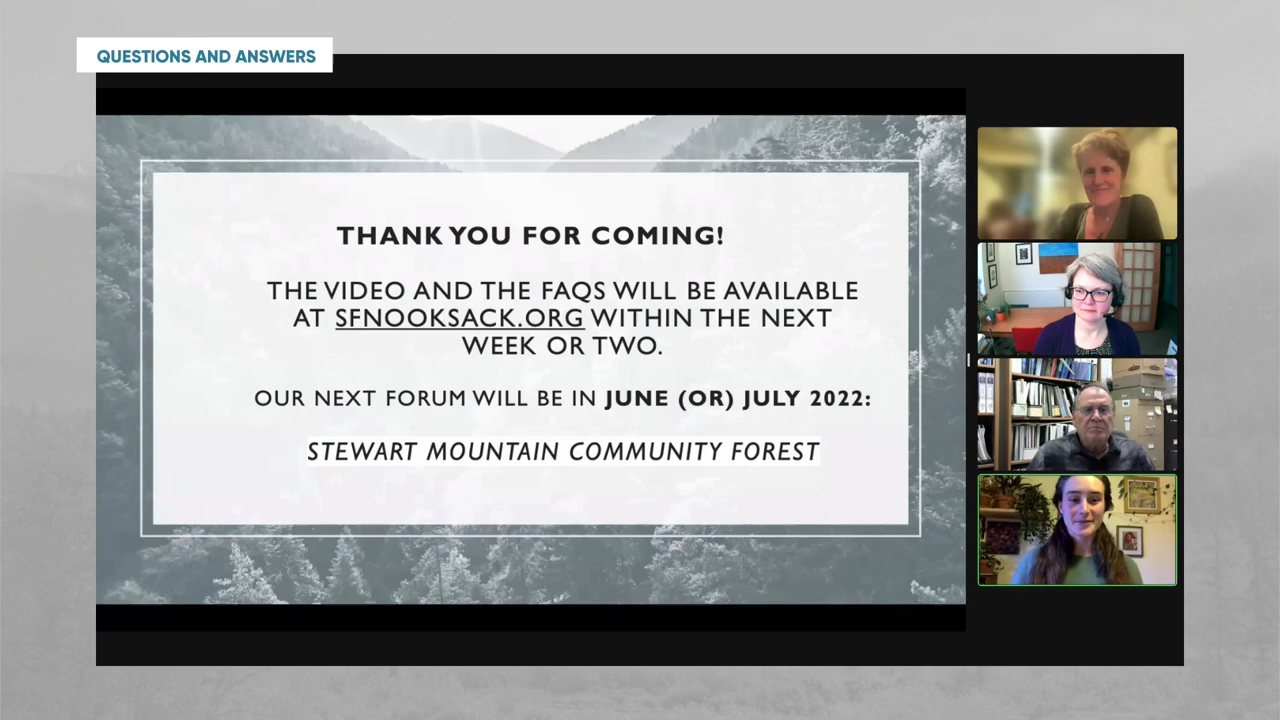 QUESTIONS AND ANSWERS
THANK YOU FOR COMING!
THE VIDEO AND THE FAQS WILL BE AVAILABLE
AT SFNOOKSACK.ORG WITHIN THE NEXT
WEEK OR TWO.
OUR NEXT FORUM WILL BE IN JUNE (OR) JULY 2022:
STEWART MOUNTAIN COMMUNITY FOREST